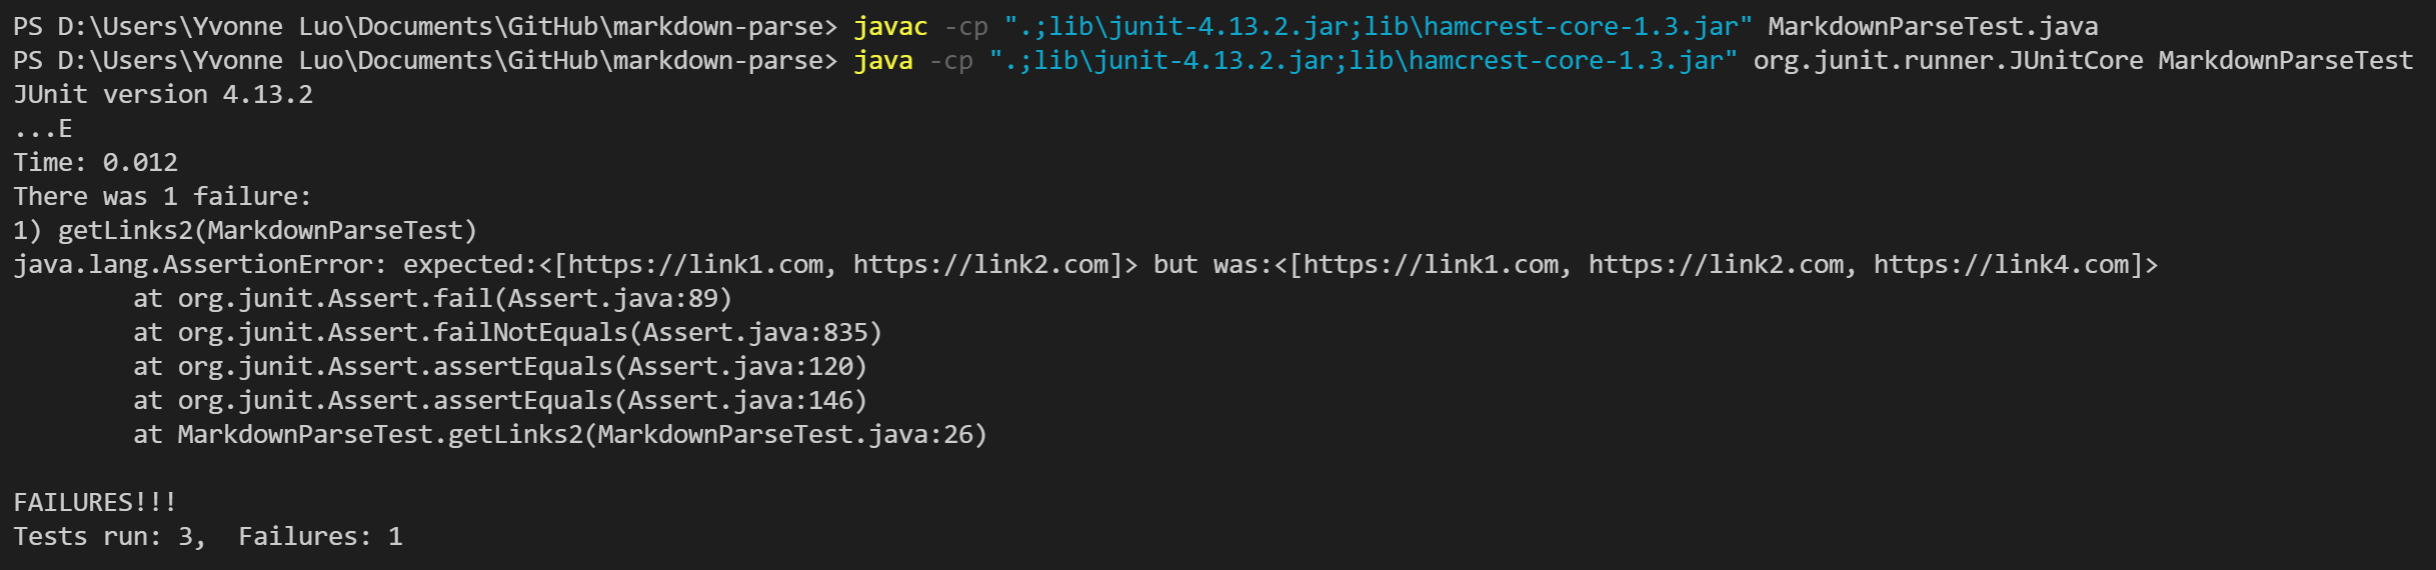 PS D:\Users\Yvonne Luo\Documents\GitHub\markdown-parse> javac -cp ".;lib\junit-4.13.2.jar;lib\hamcrest-core-1.3.jar" MarkdownParseTest.java
PS D:\Users\Yvonne Luo\Documents\GitHub\markdown-parse> java -cp ".;lib\junit-4.13.2.jar;lib\hamcrest-core-1.3.jar" org.junit.runner.JUnitCore MarkdownParseTest
JUnit version 4.13.2
...E
Time: 0.012
There was 1 failure:
1) getLinks2(MarkdownParseTest)
java.lang.AssertionError: expected:<[https://link1.com, https://link2.com]> but was:<[https://link1.com, https://link2.com, https://link4.com]>
        at org.junit.Assert.fail(Assert.java:89)
        at org.junit.Assert.failNotEquals(Assert.java:835)
        at org.junit.Assert.assertEquals(Assert.java:120)
        at org.junit.Assert.assertEquals(Assert.java:146)
        at MarkdownParseTest.getLinks2(MarkdownParseTest.java:26)

FAILURES!!!
Tests run: 3,  Failures: 1